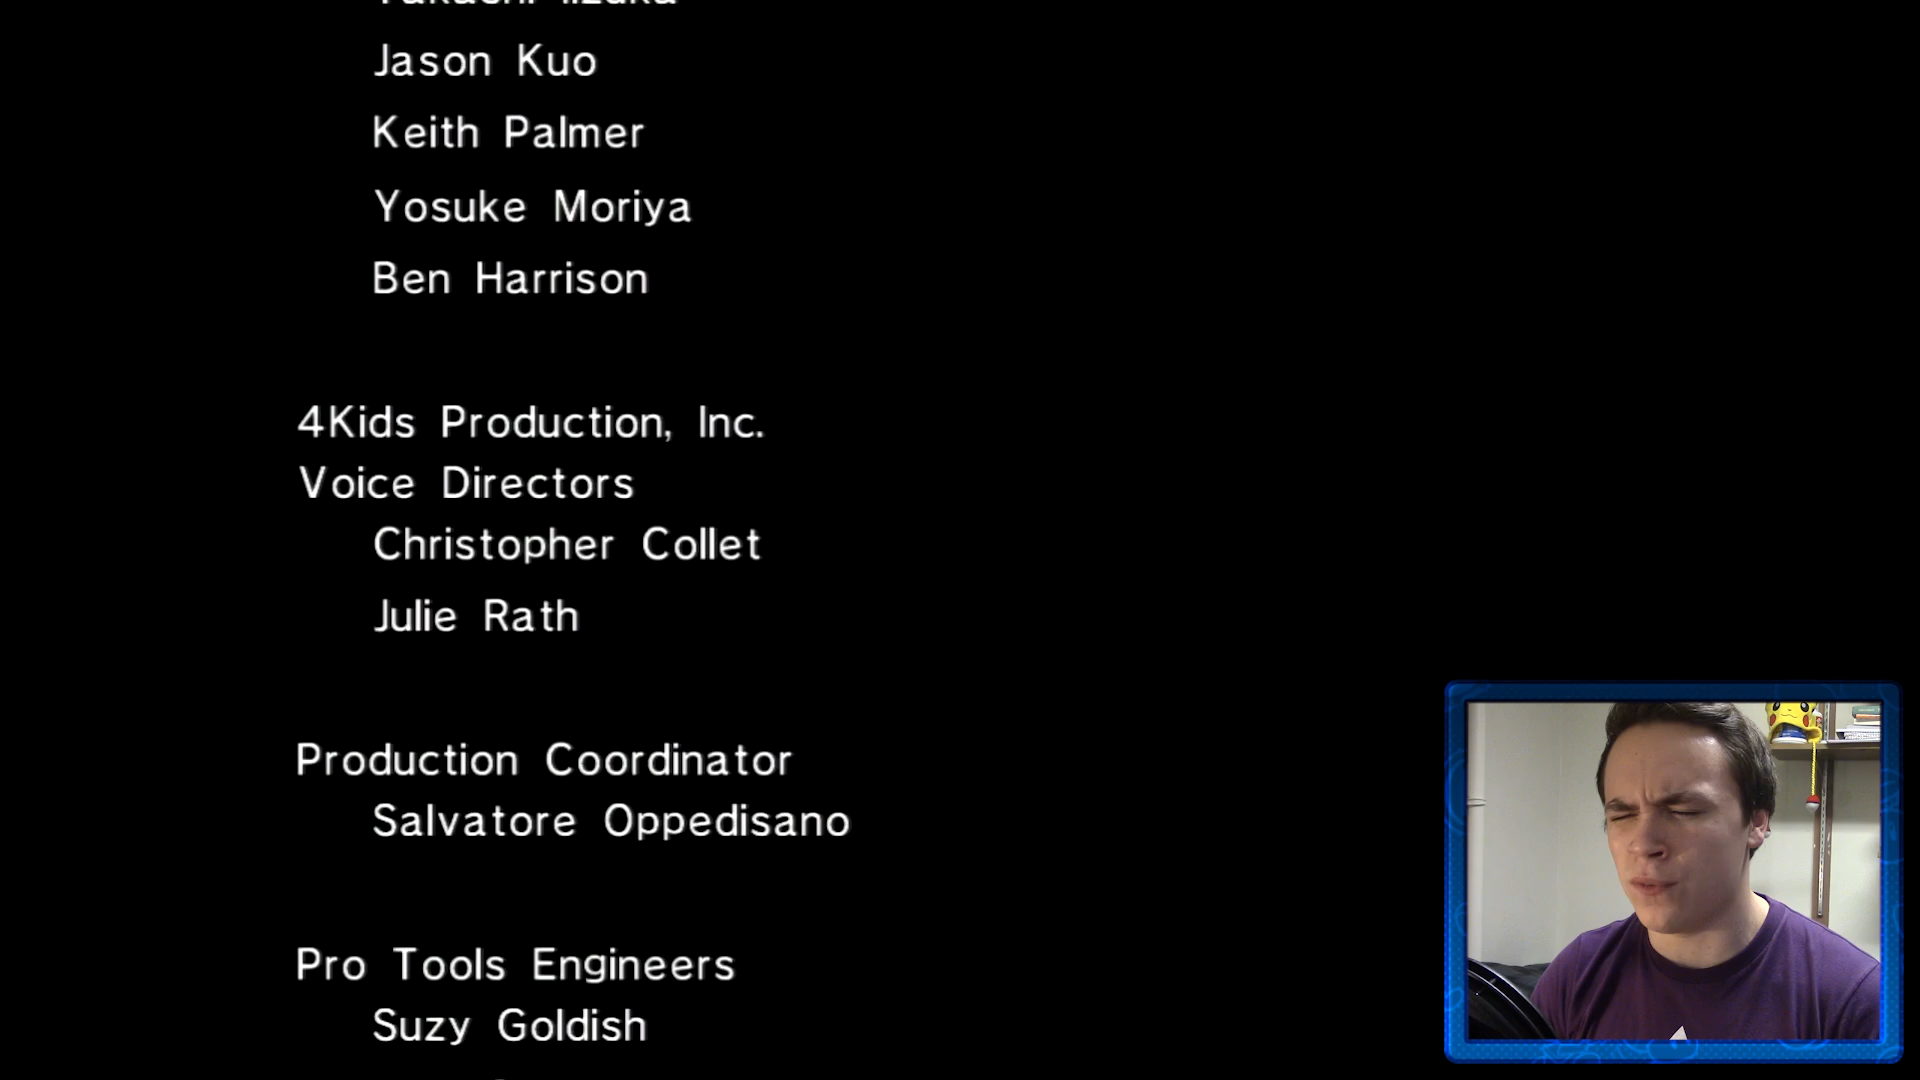 Jason Kuo
Keith Palmer
Yosuke Moriya
Ben Harrison
4Kids Production, Inc.
Voice Directors
Christopher Collet
Julie Rath
Production Coordinator
Salvatore Oppedisano
Pro Tools Engineers
Suzy Goldish